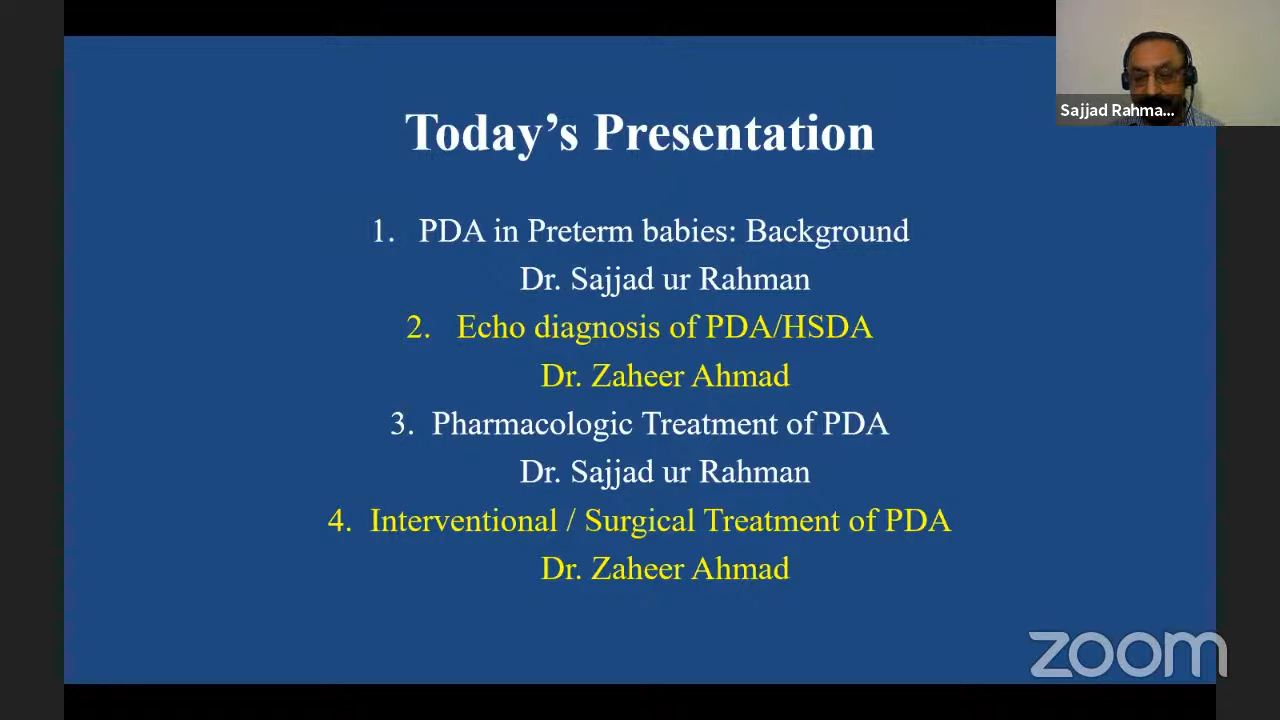 Today's Presentation
Sajjad Rahma...
1. PDA in Preterm babies: Background
Dr. Sajjad ur Rahman
2. Echo diagnosis of PDA/HSDA
Dr. Zaheer Ahmad
3. Pharmacologic Treatment of PDA
Dr. Sajjad ur Rahman
4. Interventional / Surgical Treatment of PDA
Dr. Zaheer Ahmad
zoom